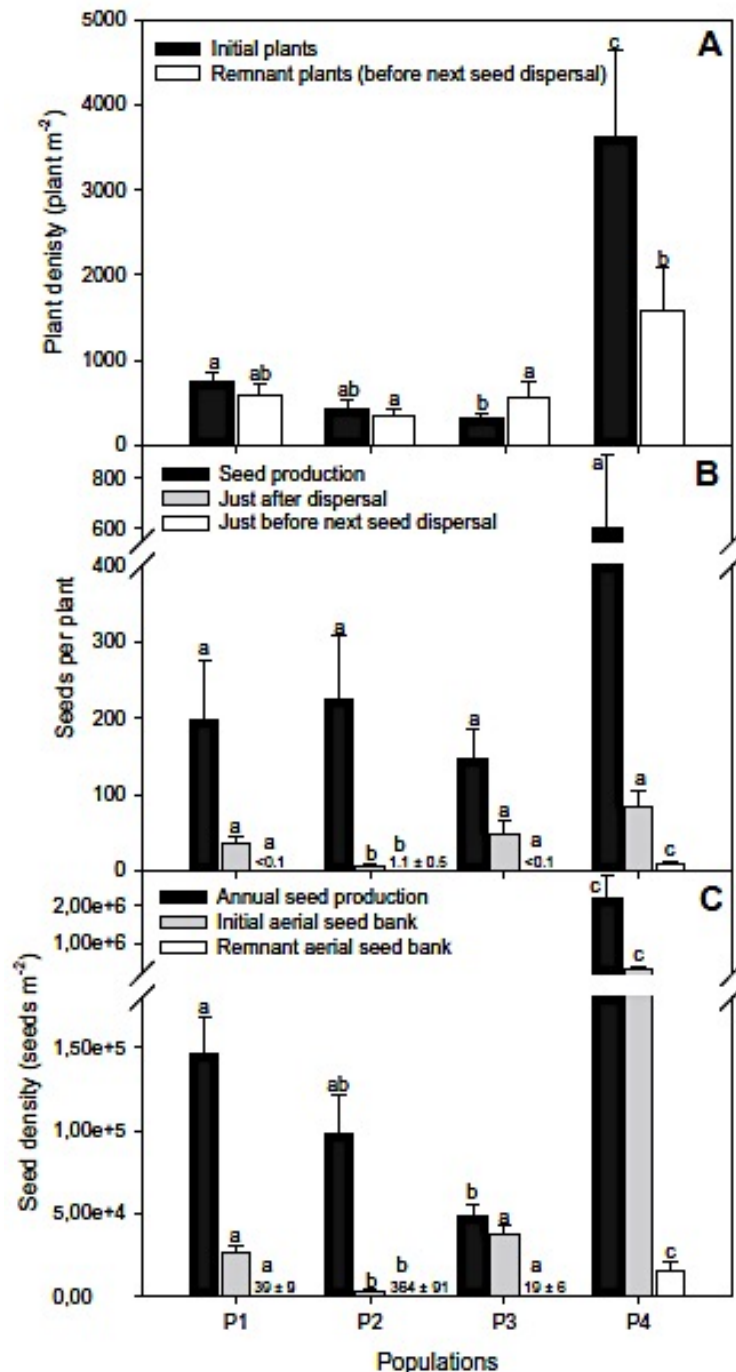 5000
4000
3000
2000
1000
0
Plant denisty (plant m-2)
Initial plants
Remnant plants (before next seed dispersal)
A
a
ab
ab
a
b
a
c
b
800
600
400
300
200
100
0
Seeds per plant
Seed production
Just after dispersal
Just before next seed dispersal
B
a
a
a
<0.1
a
b
b
1.1 ± 0.5
a
a
a
<0.1
a
a
c
2,00e+6
1,00e+6
1,50e+5
1,00e+5
5,00e+4
0,00
Seed density (seeds m-2)
Annual seed production
Initial aerial seed bank
Remnant aerial seed bank
C
a
a
a
39 ± 9
ab
b
b
364 ± 91
b
a
a
19 ± 6
c
c
c
P1 P2 P3 P4
Populations